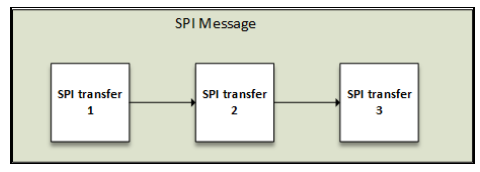 SPI Message
SPI transfer
1
SPI transfer
2
SPI transfer
3